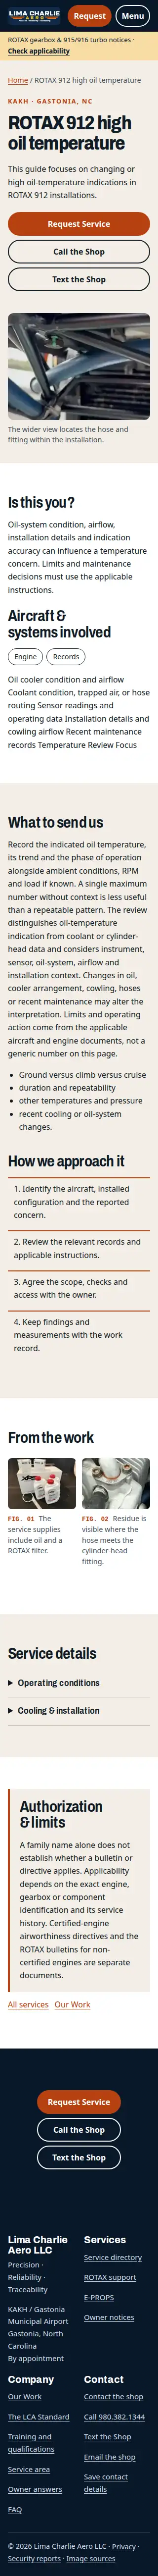 LIMA CHARLIE
AERO
Request
Menu
ROTAX gearbox & 915/916 turbo notices ·
Check applicability
Home / ROTAX 912 high oil temperature
KAKH · GASTONIA, NC
ROTAX 912 high
oil temperature
This guide focuses on changing or
high oil-temperature indications in
ROTAX 912 installations.
Request Service
Call the Shop
Text the Shop
The wider view locates the hose and
fitting within the installation.
Is this you?
Oil-system condition, airflow,
installation details and indication
accuracy can influence a temperature
concern. Limits and maintenance
decisions must use the applicable
instructions.
Aircraft &
systems involved
Engine
Records
Oil cooler condition and airflow
Coolant condition, trapped air, or hose
routing Sensor readings and
operating data Installation details and
cowling airflow Recent maintenance
records Temperature Review Focus
What to send us
Record the indicated oil temperature,
its trend and the phase of operation
alongside ambient conditions, RPM
and load if known. A single maximum
number without context is less useful
than a repeatable pattern. The review
distinguishes oil-temperature
indication from coolant or cylinder-
head data and considers instrument,
sensor, oil-system, airflow and
installation context. Changes in oil,
cooler arrangement, cowling, hoses
or recent maintenance may alter the
interpretation. Limits and operating
action come from the applicable
aircraft and engine documents, not a
generic number on this page.
Ground versus climb versus cruise
duration and repeatability
other temperatures and pressure
recent cooling or oil-system
changes.
How we approach it
1. Identify the aircraft, installed
configuration and the reported
concern.
2. Review the relevant records and
applicable instructions.
3. Agree the scope, checks and
access with the owner.
4. Keep findings and
measurements with the work
record.
From the work
XPS
FIG. 01 The
service supplies
include oil and a
ROTAX filter.
FIG. 02 Residue is
visible where the
hose meets the
cylinder-head
fitting.
Service details
Operating conditions
Cooling & installation
Authorization
& limits
A family name alone does not
establish whether a bulletin or
directive applies. Applicability
depends on the exact engine,
gearbox or component
identification and its service
history. Certified-engine
airworthiness directives and the
ROTAX bulletins for non-
certified engines are separate
documents.
All services Our Work
Request Service
Call the Shop
Text the Shop
Lima Charlie
Aero LLC
Precision ·
Reliability ·
Traceability
KAKH / Gastonia
Municipal Airport
Gastonia, North
Carolina
By appointment
Services
Service directory
ROTAX support
E-PROPS
Owner notices
Company
Our Work
The LCA Standard
Training and
qualifications
Service area
Owner answers
FAQ
Contact
Contact the shop
Call 980.382.1344
Text the Shop
Email the shop
Save contact
details
© 2026 Lima Charlie Aero LLC · Privacy ·
Security reports · Image sources